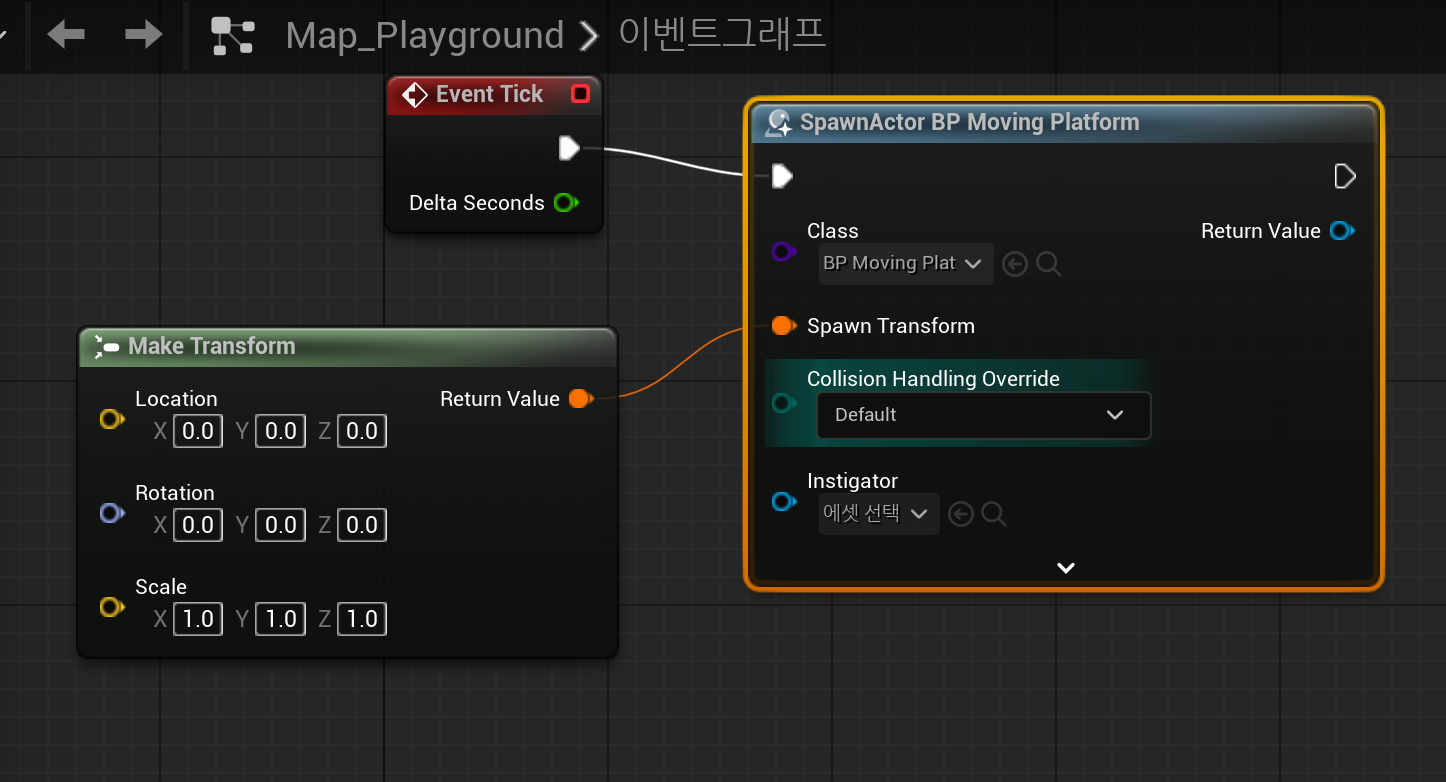 Map_Playground > 이벤트그래프
Event Tick
Delta Seconds
SpawnActor BP Moving Platform
Class
BP Moving Plat
Return Value
Spawn Transform
Collision Handling Override
Default
Instigator
에셋 선택
Make Transform
Location
X 0.0 Y 0.0 Z 0.0
Return Value
Rotation
X 0.0 Y 0.0 Z 0.0
Scale
X 1.0 Y 1.0 Z 1.0